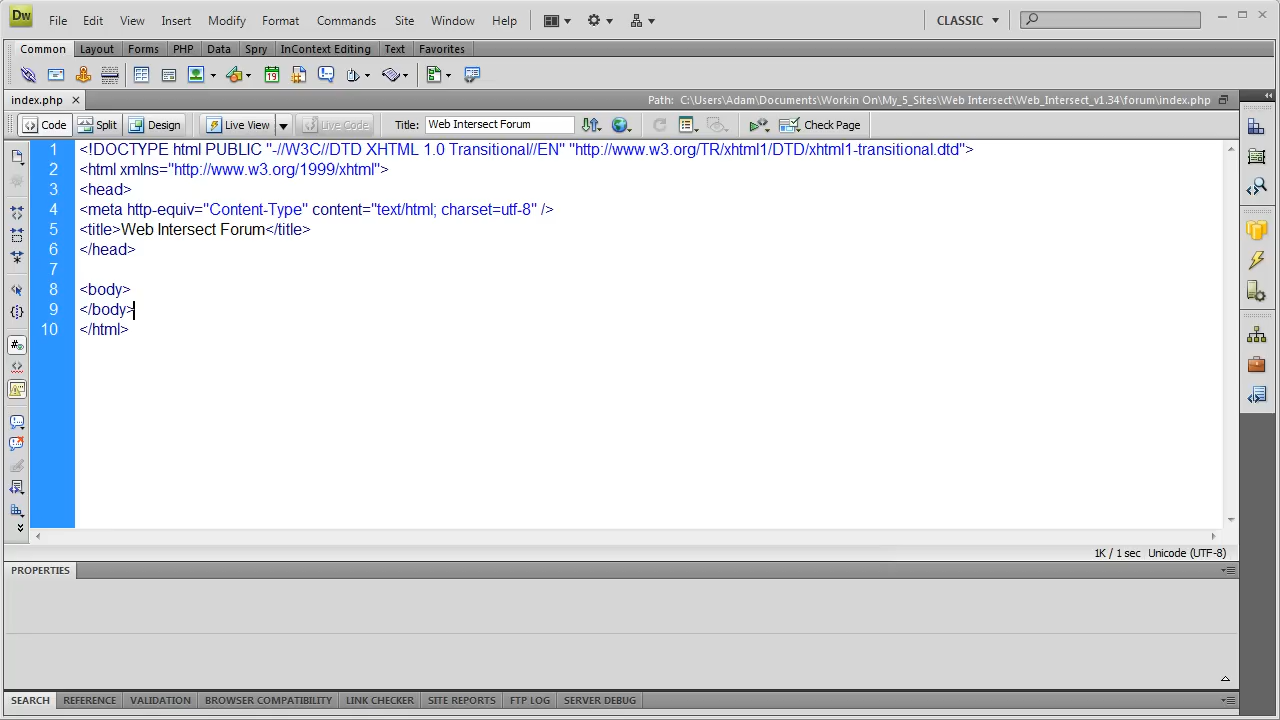 Dw File Edit View Insert Modify Format Commands Site Window Help CLASSIC
Common Layout Forms PHP Data Spry InContext Editing Text Favorites
index.php Path: C:\Users\Adam\Documents\Workin On\My_5_Sites\Web Intersect\Web_Intersect_v1.34\forum\index.php
Code Split Design Live View Live Code Title: Web Intersect Forum Check Page
1 <!DOCTYPE html PUBLIC "-//W3C//DTD XHTML 1.0 Transitional//EN" "http://www.w3.org/TR/xhtml1/DTD/xhtml1-transitional.dtd">
2 <html xmlns="http://www.w3.org/1999/xhtml">
3 <head>
4 <meta http-equiv="Content-Type" content="text/html; charset=utf-8" />
5 <title>Web Intersect Forum</title>
6 </head>
7
8 <body>
9 </body>
10 </html>
1K / 1 sec Unicode (UTF-8)
PROPERTIES
SEARCH REFERENCE VALIDATION BROWSER COMPATIBILITY LINK CHECKER SITE REPORTS FTP LOG SERVER DEBUG